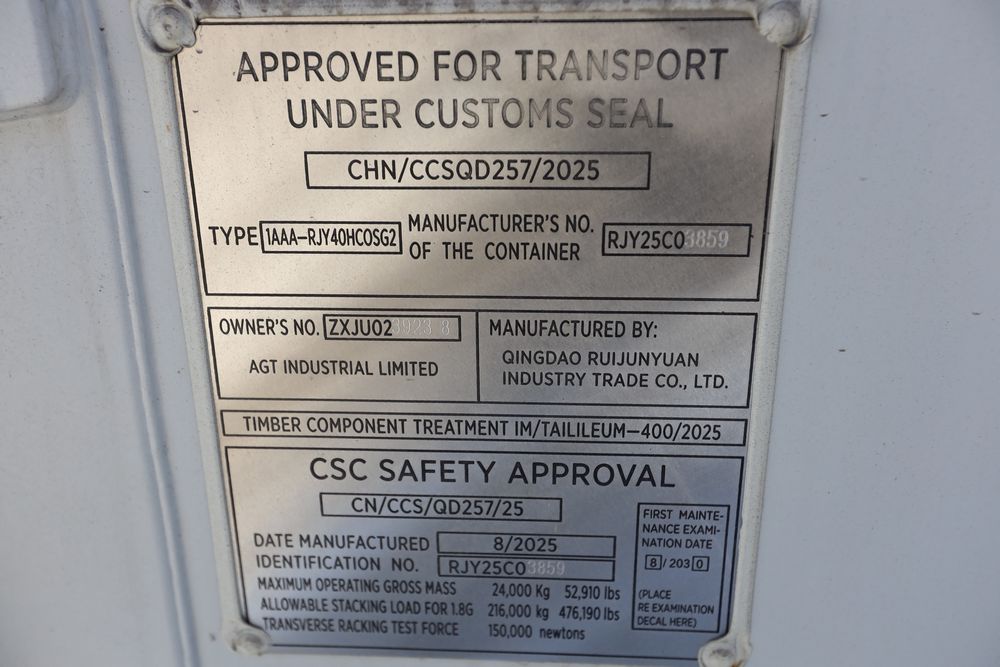 APPROVED FOR TRANSPORT
UNDER CUSTOMS SEAL
CHN/CCSQD257/2025
TYPE 1AAA-RJY40HCOSG2 MANUFACTURER'S NO.
OF THE CONTAINER RJY25C03859
OWNER'S NO. ZXJU023923 8
AGT INDUSTRIAL LIMITED
MANUFACTURED BY:
QINGDAO RUIJUNYUAN
INDUSTRY TRADE CO., LTD.
TIMBER COMPONENT TREATMENT IM/TAILILEUM-400/2025
CSC SAFETY APPROVAL
CN/CCS/QD257/25
DATE MANUFACTURED 8/2025
IDENTIFICATION NO. RJY25C03859
MAXIMUM OPERATING GROSS MASS 24,000 Kg 52,910 lbs
ALLOWABLE STACKING LOAD FOR 1.8G 216,000 kg 476,190 lbs
TRANSVERSE RACKING TEST FORCE 150,000 newtons
FIRST MAINTE-
NANCE EXAMI-
NATION DATE
8/2030
(PLACE
RE EXAMINATION
DECAL HERE)